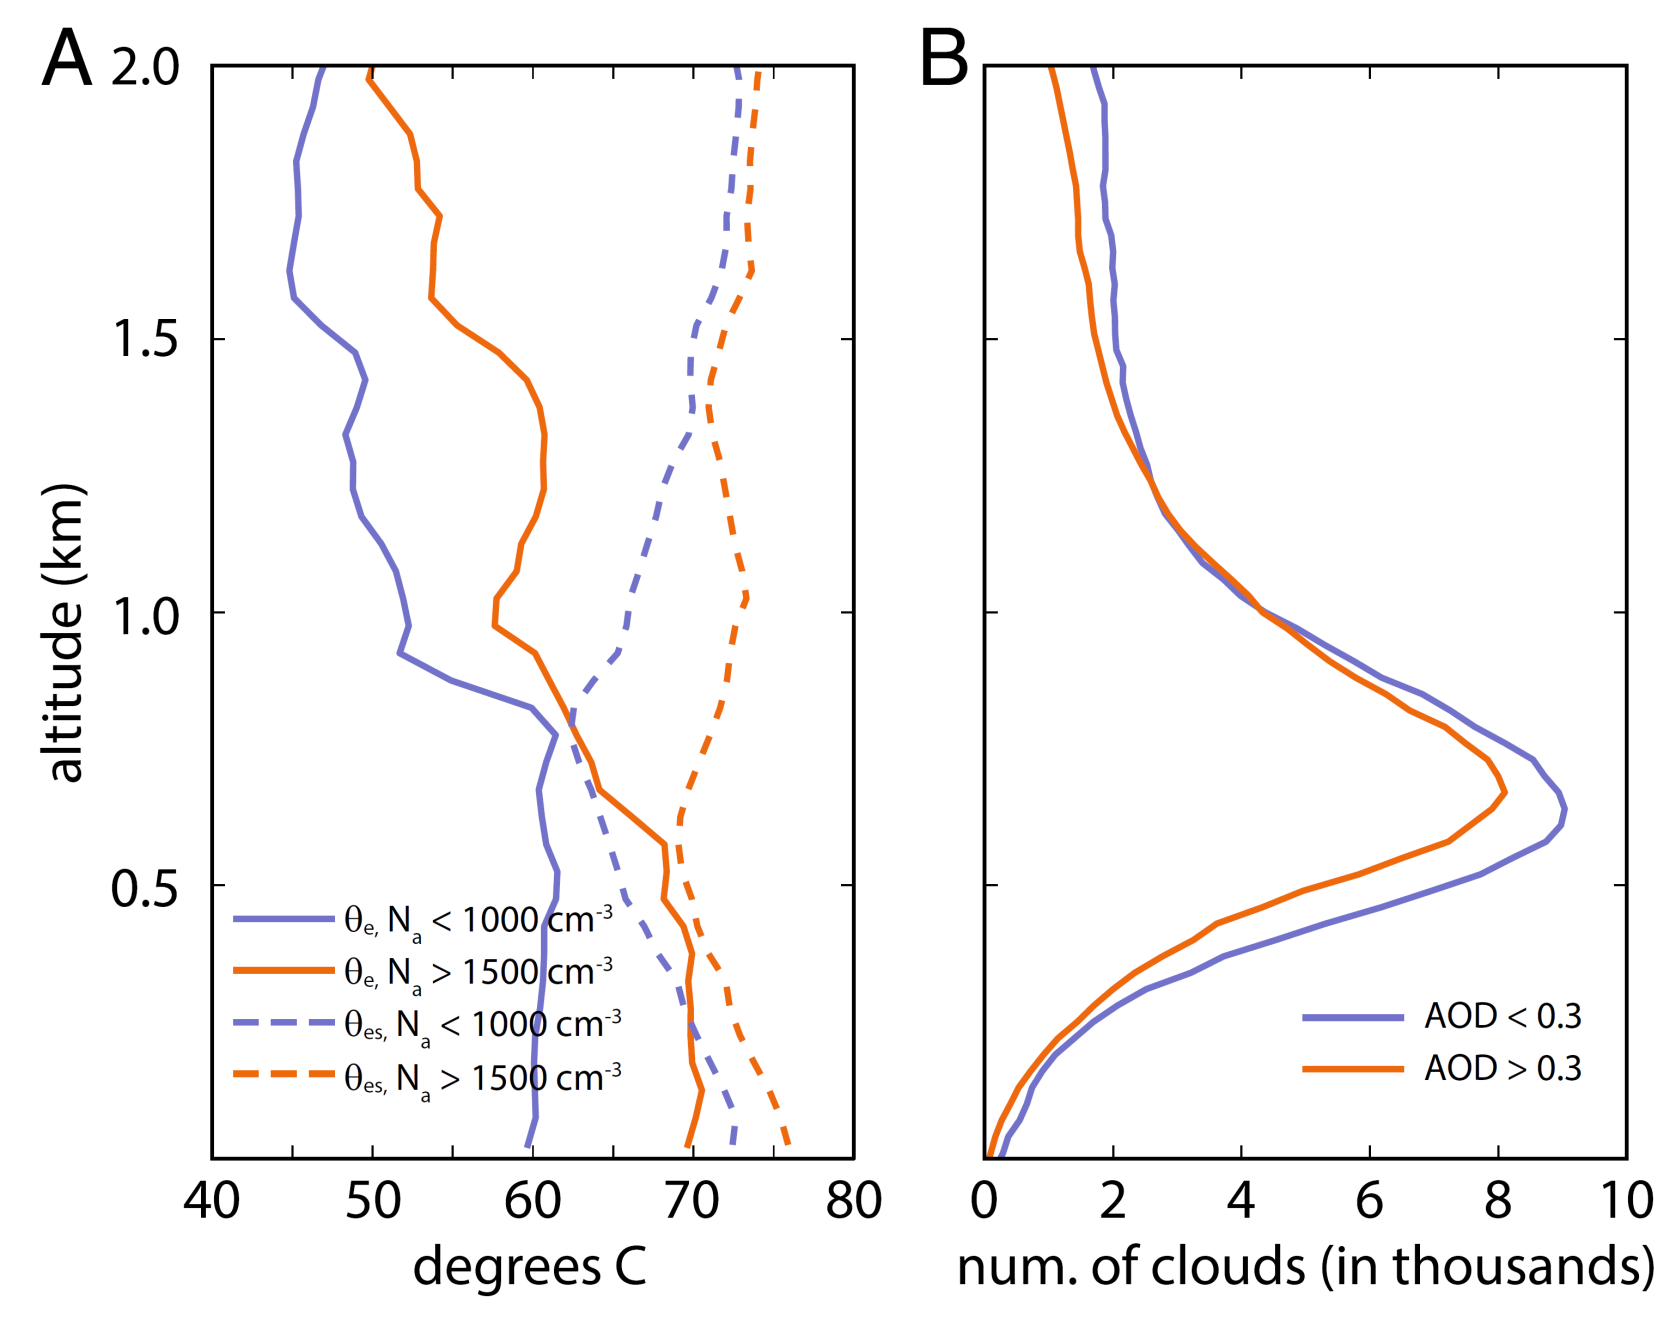 A
B
2.0
1.5
1.0
0.5
altitude (km)
θe, Na < 1000 cm-3
θe, Na > 1500 cm-3
θes, Na < 1000 cm-3
θes, Na > 1500 cm-3
40 50 60 70 80
degrees C
AOD < 0.3
AOD > 0.3
0 2 4 6 8 10
num. of clouds (in thousands)